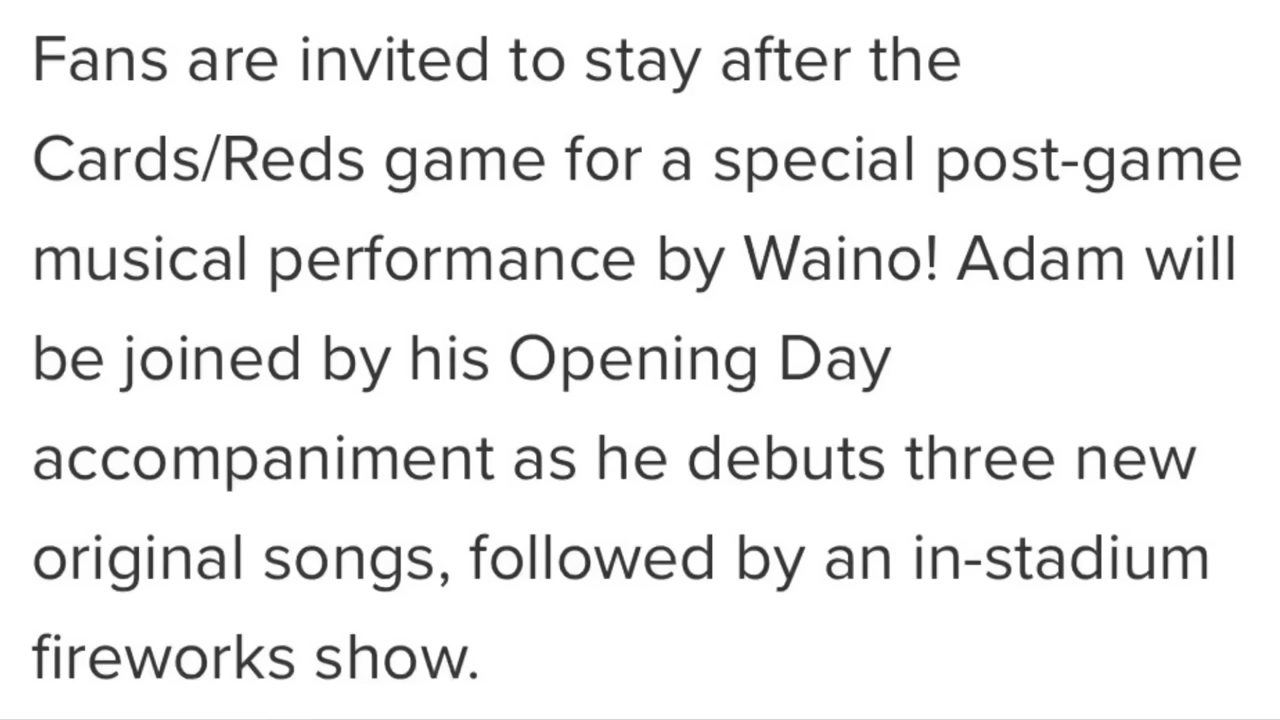 Fans are invited to stay after the
Cards/Reds game for a special post-game
musical performance by Waino! Adam will
be joined by his Opening Day
accompaniment as he debuts three new
original songs, followed by an in-stadium
fireworks show.